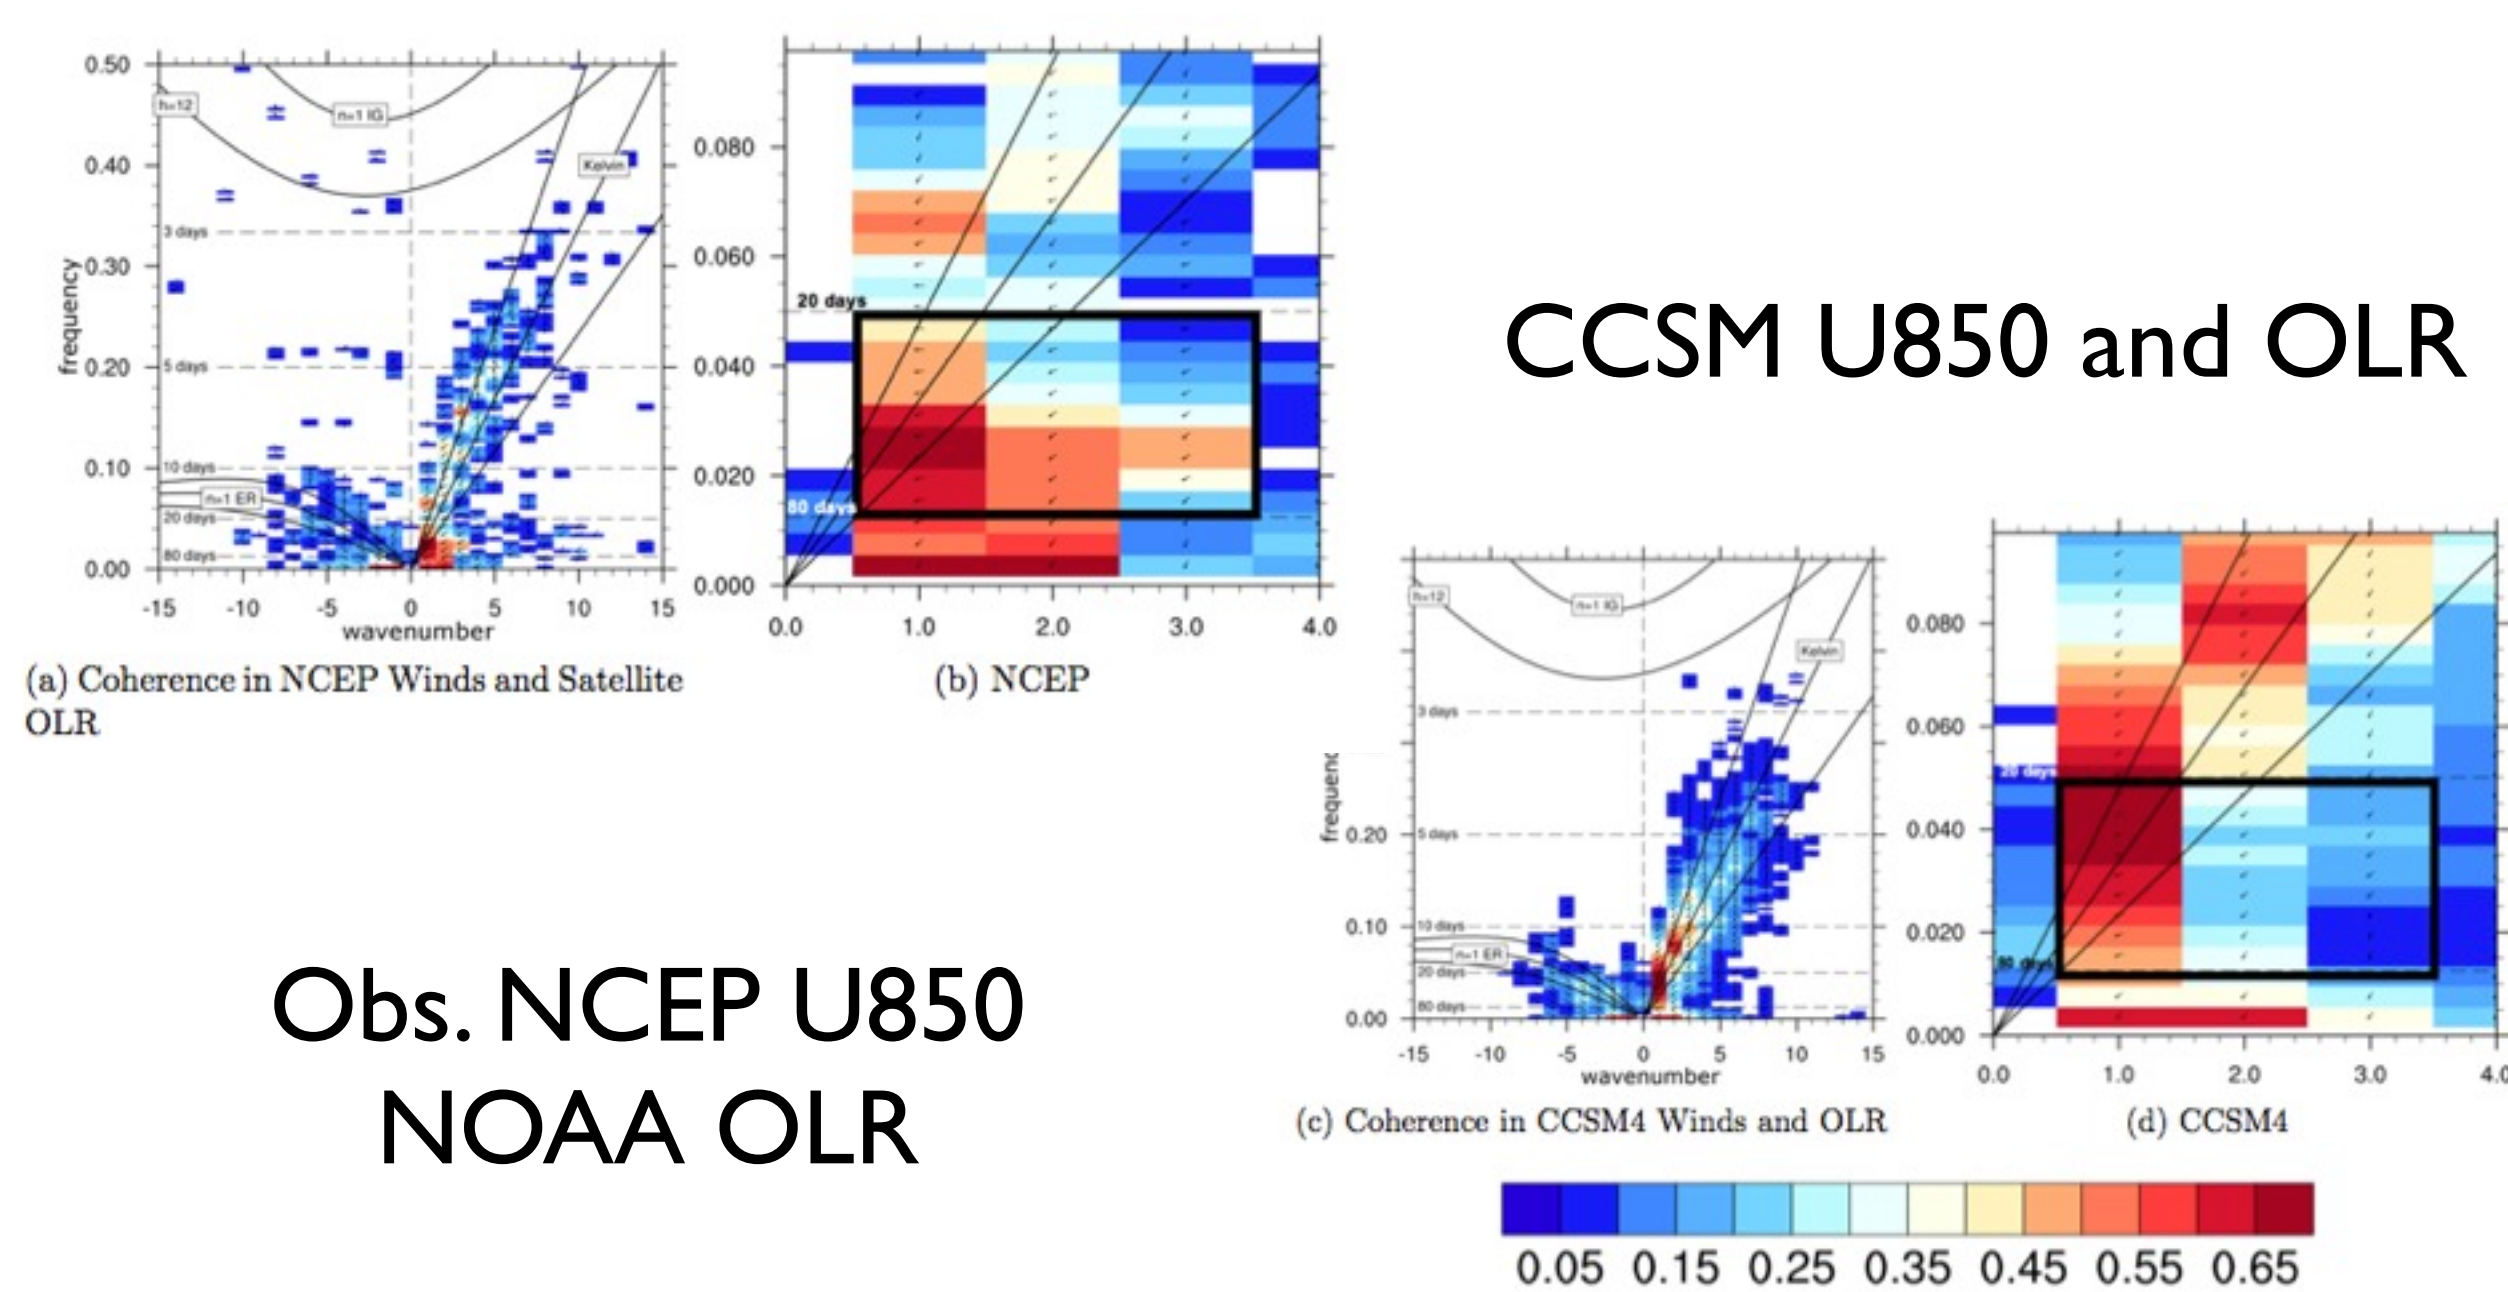 0.50
0.40
0.30
0.20
0.10
0.00
frequency
h=12
n=1 IG
Kelvin
3 days
5 days
10 days
n=1 ER
20 days
80 days
-15 -10 -5 0 5 10 15
wavenumber
(a) Coherence in NCEP Winds and Satellite
OLR
0.080
0.060
0.040
0.020
0.000
20 days
80 days
0.0 1.0 2.0 3.0 4.0
(b) NCEP
CCSM U850 and OLR
Obs. NCEP U850
NOAA OLR
frequenc
0.20
0.10
0.00
h=12
n=1 IG
Kelvin
3 days
5 days
10 days
n=1 ER
20 days
80 days
-15 -10 -5 0 5 10 15
wavenumber
(c) Coherence in CCSM4 Winds and OLR
0.080
0.060
0.040
0.020
0.000
20 days
80 days
0.0 1.0 2.0 3.0 4.0
(d) CCSM4
0.05 0.15 0.25 0.35 0.45 0.55 0.65